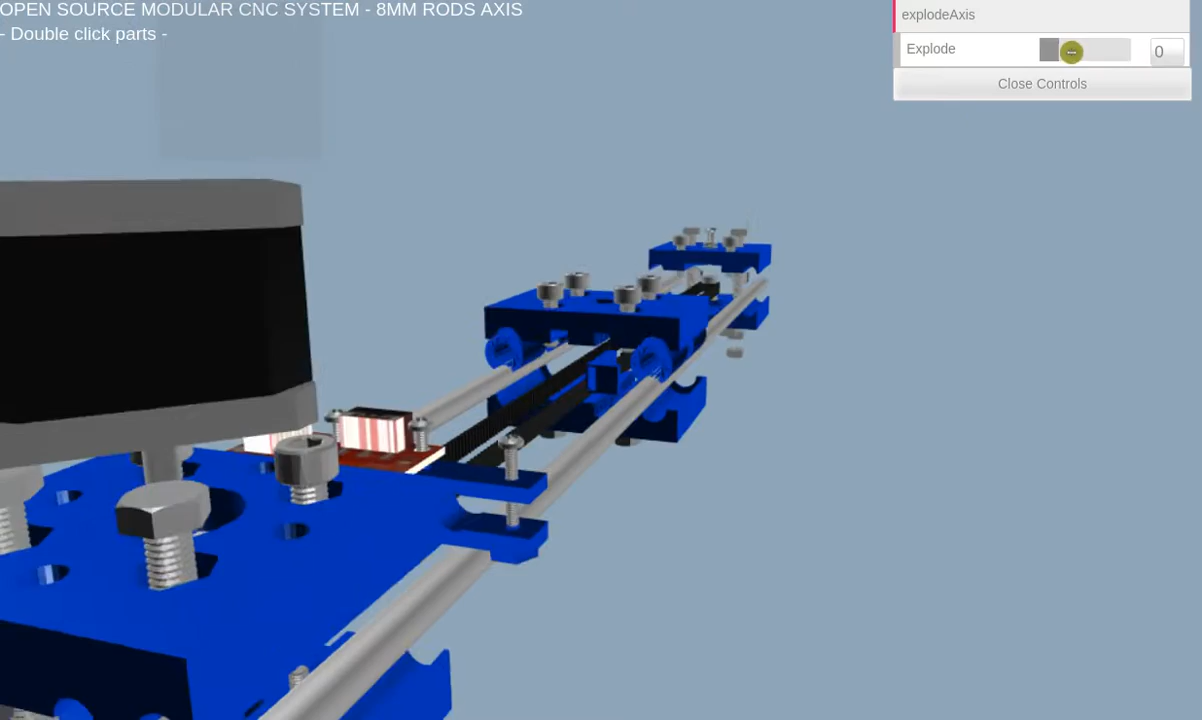 OPEN SOURCE MODULAR CNC SYSTEM - 8MM RODS AXIS
- Double click parts -
explodeAxis
Explode
0
Close Controls